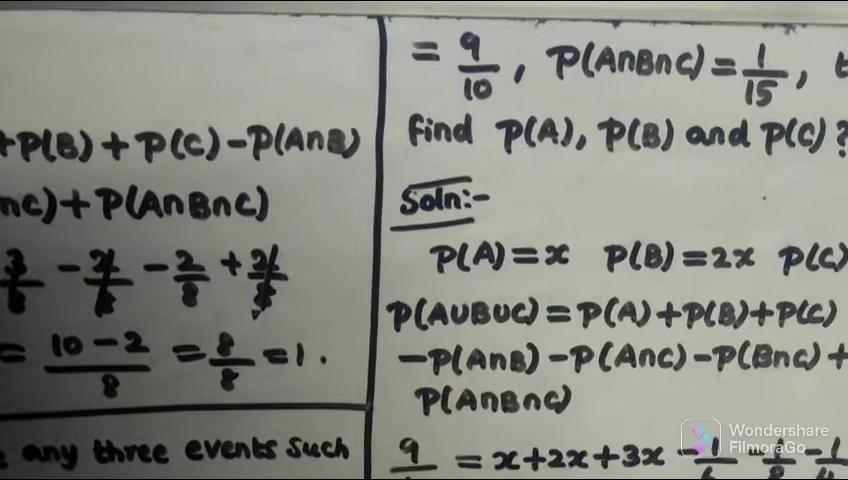 +P(B) + P(C) - P(A∩B)
∩C) + P(A∩B∩C)
= 10 - 2 / 8 = 8/8 = 1.
any three events such
= 9/10, P(A∩B∩C) = 1/15,
find P(A), P(B) and P(C)?
Soln:-
P(A) = x P(B) = 2x P(C)
P(A∪B∪C) = P(A) + P(B) + P(C)
- P(A∩B) - P(A∩C) - P(B∩C) +
P(A∩B∩C)
= x + 2x + 3x
Wondershare
FilmoraGo